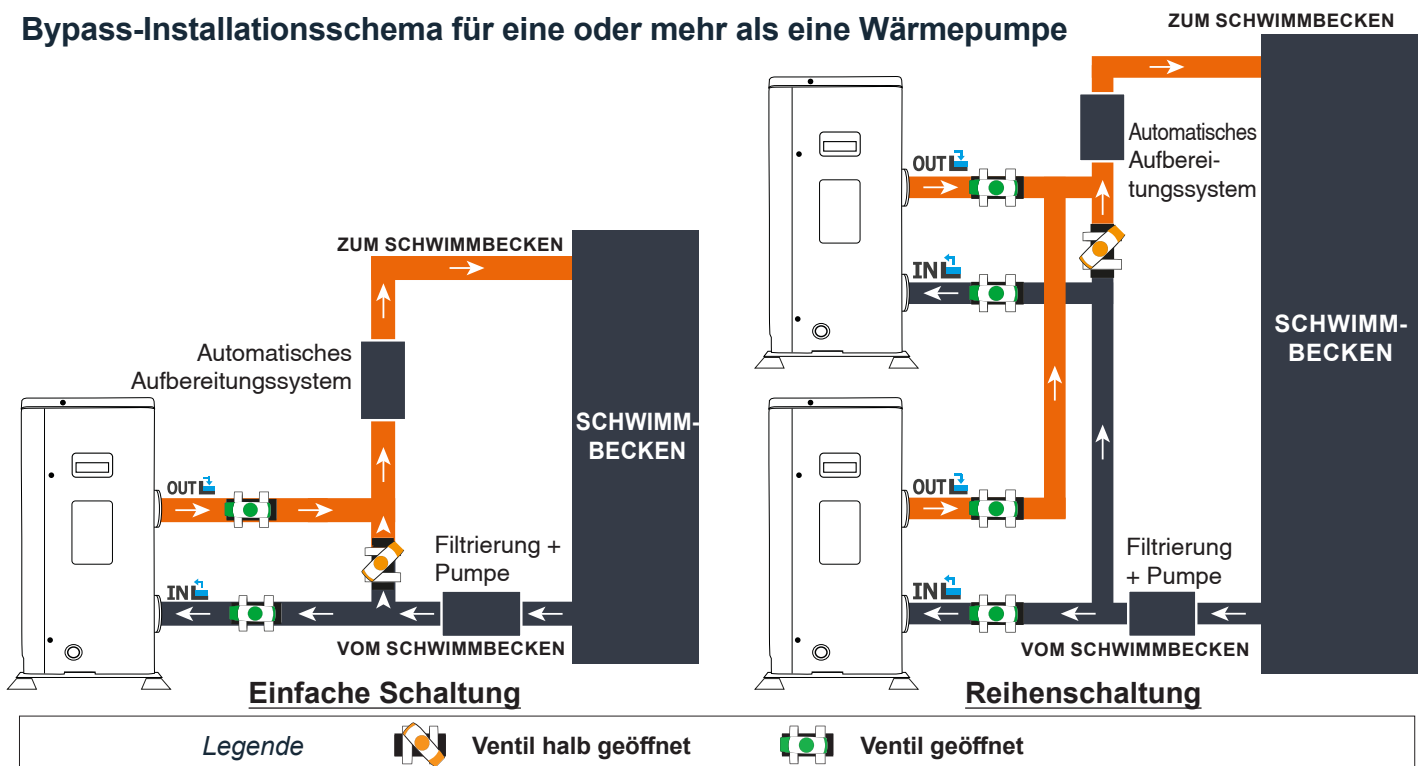 Bypass-Installationsschema für eine oder mehr als eine Wärmepumpe
ZUM SCHWIMMBECKEN
Automatisches
Aufbereitungssystem
SCHWIMM-
BECKEN
OUT
IN
Filtrierung +
Pumpe
VOM SCHWIMMBECKEN
Einfache Schaltung
ZUM SCHWIMMBECKEN
Automatisches
Aufberei-
tungssystem
OUT
IN
SCHWIMM-
BECKEN
OUT
IN
Filtrierung
+ Pumpe
VOM SCHWIMMBECKEN
Reihenschaltung
Legende
Ventil halb geöffnet
Ventil geöffnet